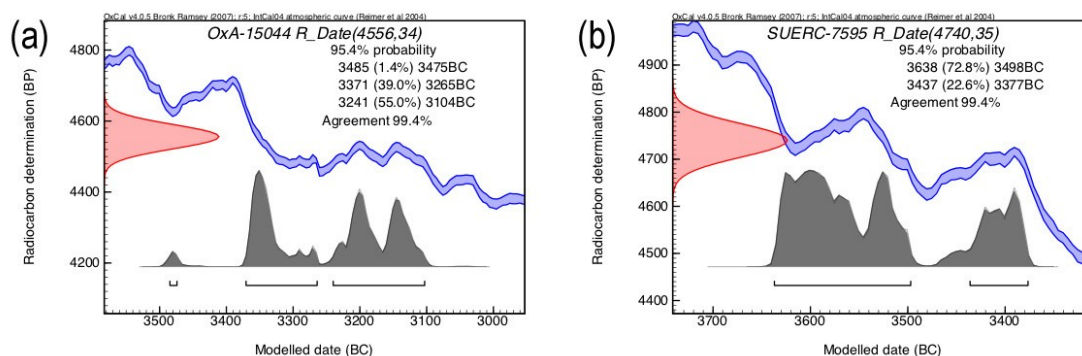 (a)
OxCal v4.0.5 Bronk Ramsey (2007); r:5; IntCal04 atmospheric curve (Reimer et al 2004)
OxA-15044 R_Date(4556,34)
95.4% probability
3485 (1.4%) 3475BC
3371 (39.0%) 3265BC
3241 (55.0%) 3104BC
Agreement 99.4%
Radiocarbon determination (BP)
4800
4600
4400
4200
3500 3400 3300 3200 3100 3000
Modelled date (BC)
(b)
OxCal v4.0.5 Bronk Ramsey (2007); r:5; IntCal04 atmospheric curve (Reimer et al 2004)
SUERC-7595 R_Date(4740,35)
95.4% probability
3638 (72.8%) 3498BC
3437 (22.6%) 3377BC
Agreement 99.4%
Radiocarbon determination (BP)
4900
4800
4700
4600
4500
4400
3700 3600 3500 3400
Modelled date (BC)